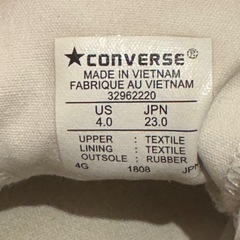 ★CONVERSE®
MADE IN VIETNAM
FABRIQUE AU VIETNAM
32962220
US JPN
4.0 23.0
UPPER : TEXTILE
LINING : TEXTILE
OUTSOLE : RUBBER
4G 1808 JPN